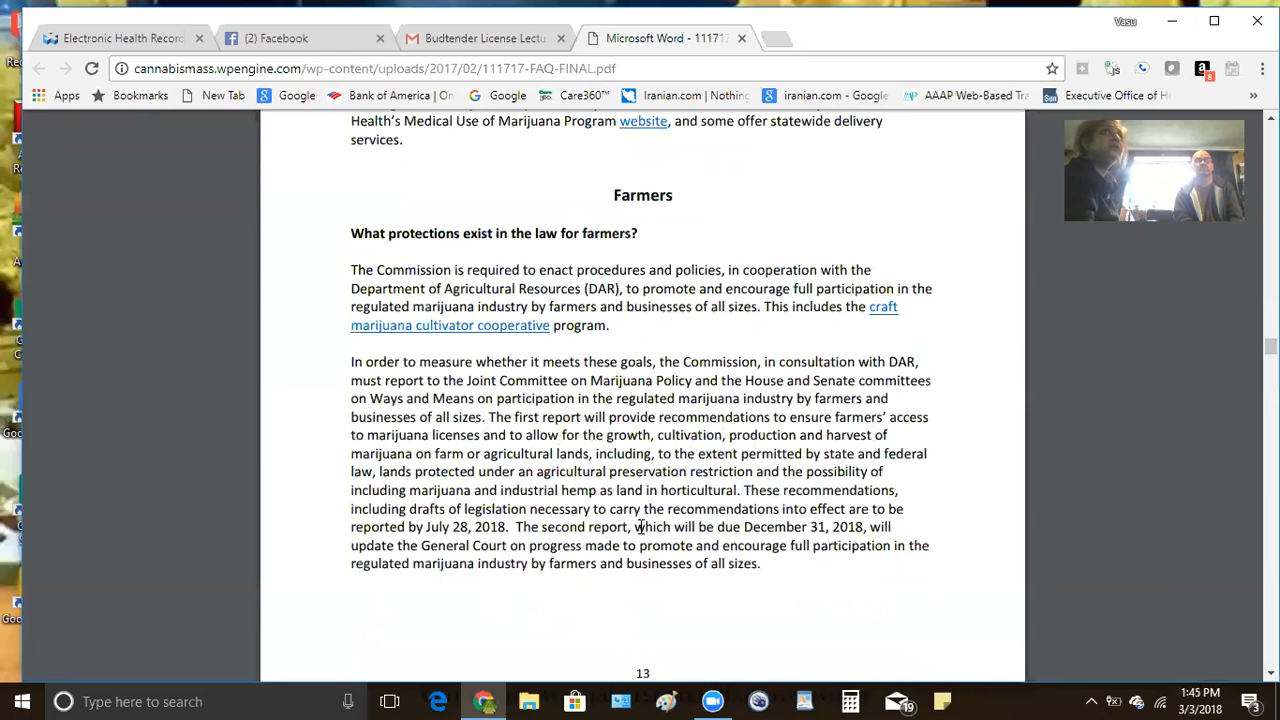 Vasu
Electronic Health Record
(2) Facebook
Budtender License Lectu
Microsoft Word - 11171
cannabismass.wpengine.com/wp-content/uploads/2017/02/111717-FAQ-FINAL.pdf
Apps
Bookmarks
New Tab
Google
Bank of America | On
Google
Care360™
Iranian.com | Nothing
iranian.com - Google
AAAP Web-Based Tra
Executive Office of He
Health's Medical Use of Marijuana Program website, and some offer statewide delivery
services.
Farmers
What protections exist in the law for farmers?
The Commission is required to enact procedures and policies, in cooperation with the
Department of Agricultural Resources (DAR), to promote and encourage full participation in the
regulated marijuana industry by farmers and businesses of all sizes. This includes the craft
marijuana cultivator cooperative program.
In order to measure whether it meets these goals, the Commission, in consultation with DAR,
must report to the Joint Committee on Marijuana Policy and the House and Senate committees
on Ways and Means on participation in the regulated marijuana industry by farmers and
businesses of all sizes. The first report will provide recommendations to ensure farmers' access
to marijuana licenses and to allow for the growth, cultivation, production and harvest of
marijuana on farm or agricultural lands, including, to the extent permitted by state and federal
law, lands protected under an agricultural preservation restriction and the possibility of
including marijuana and industrial hemp as land in horticultural. These recommendations,
including drafts of legislation necessary to carry the recommendations into effect are to be
reported by July 28, 2018.  The second report, which will be due December 31, 2018, will
update the General Court on progress made to promote and encourage full participation in the
regulated marijuana industry by farmers and businesses of all sizes.
13
Type here to search
19
1:45 PM
3/3/2018
3